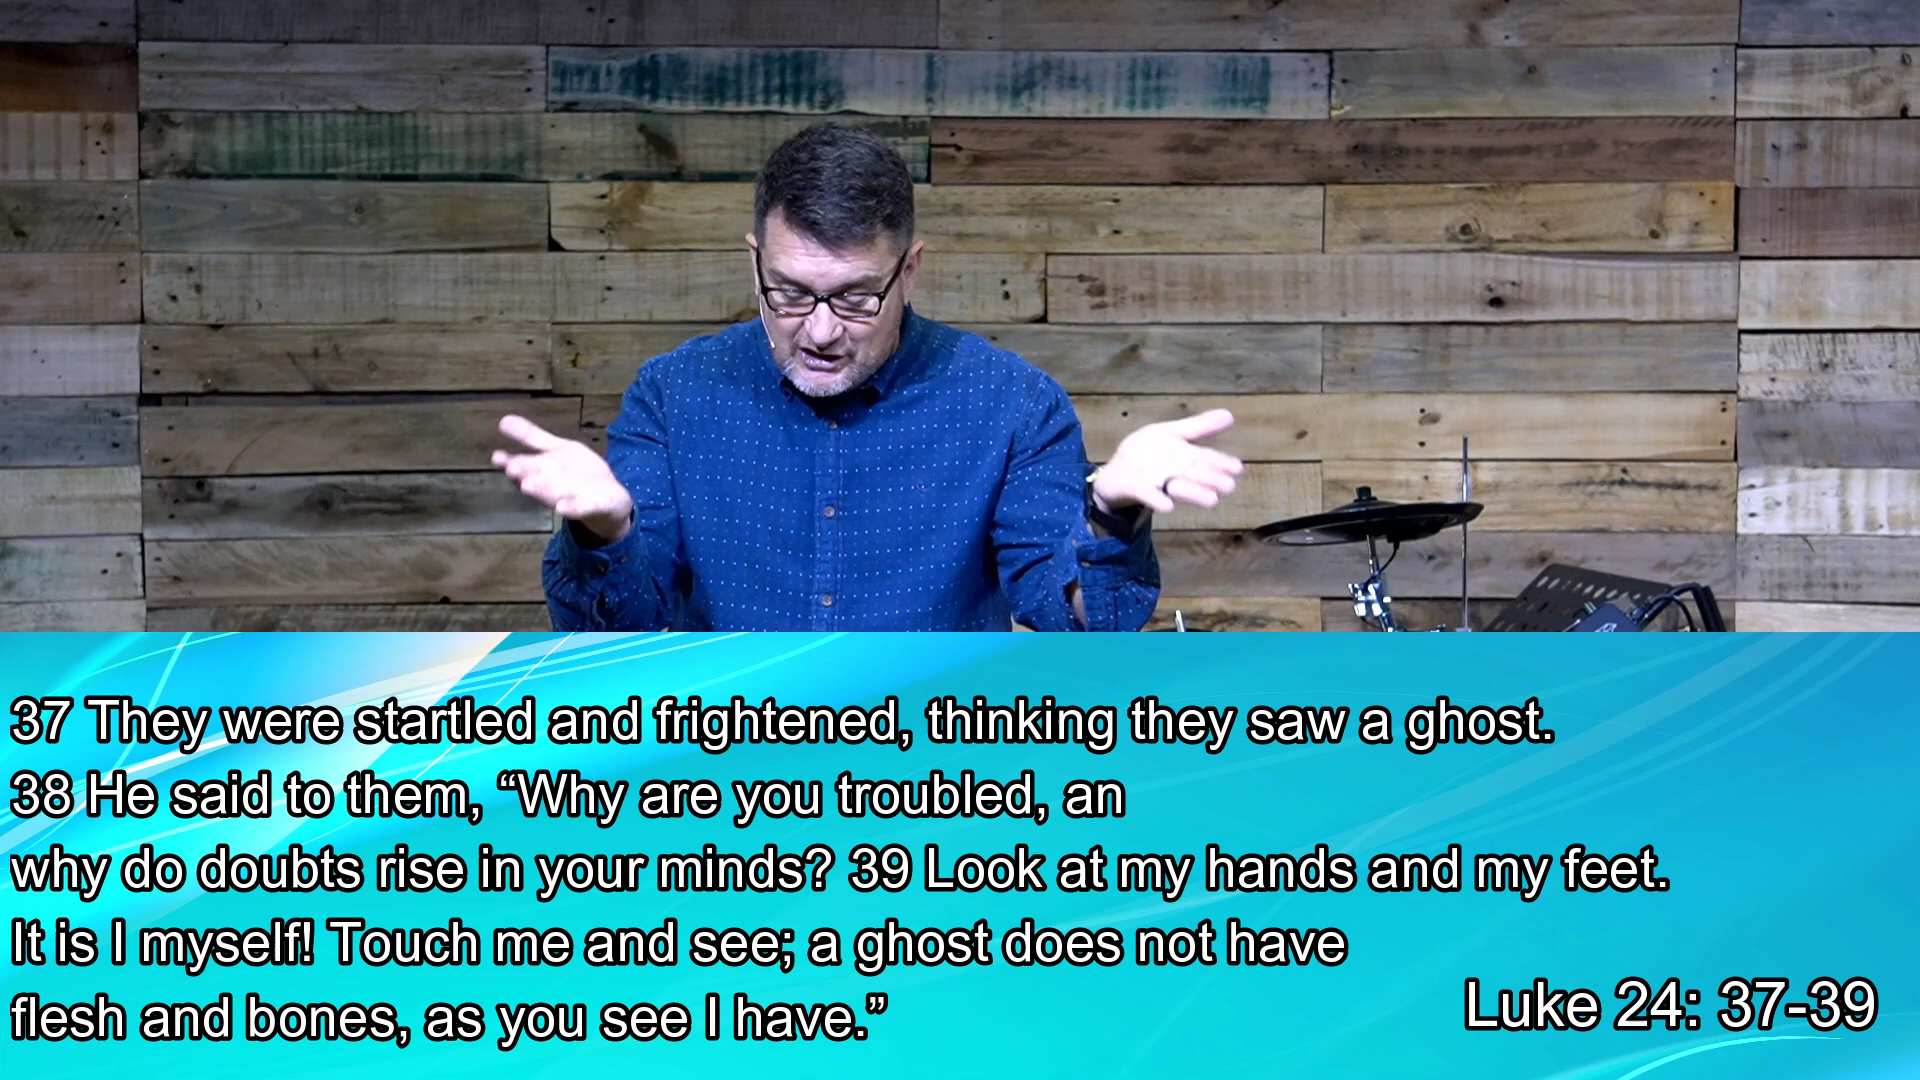 37 They were startled and frightened, thinking they saw a ghost.
38 He said to them, “Why are you troubled, an
why do doubts rise in your minds? 39 Look at my hands and my feet.
It is I myself! Touch me and see; a ghost does not have
flesh and bones, as you see I have.”
Luke 24: 37-39